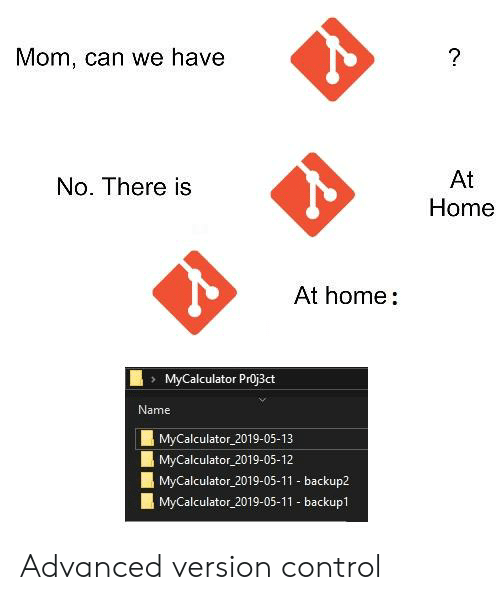 Mom, can we have ?
No. There is At
Home
At home:
> MyCalculator Pr0j3ct
Name
MyCalculator_2019-05-13
MyCalculator_2019-05-12
MyCalculator_2019-05-11 - backup2
MyCalculator_2019-05-11 - backup1
Advanced version control